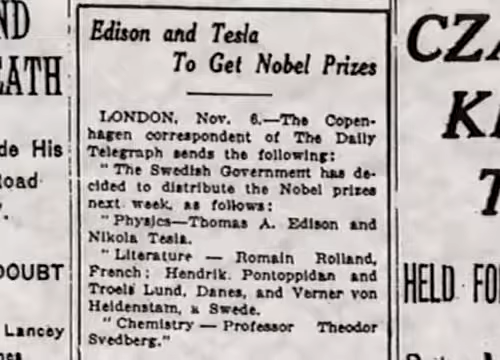 ND
EATH
de His
Road
DOUBT
Lancey
Edison and Tesla
To Get Nobel Prizes
LONDON, Nov. 6.—The Copen-
hagen correspondent of The Daily
Telegraph sends the following:
"The Swedish Government has de-
cided to distribute the Nobel prizes
next week, as follows:
"Physics—Thomas A. Edison and
Nikola Tesla.
"Literature — Romain Rolland,
French; Hendrik Pontoppidan and
Troels Lund, Danes, and Verner von
Heidenstam, a Swede.
"Chemistry — Professor Theodor
Svedberg."
CZA
K
T
HELD FO